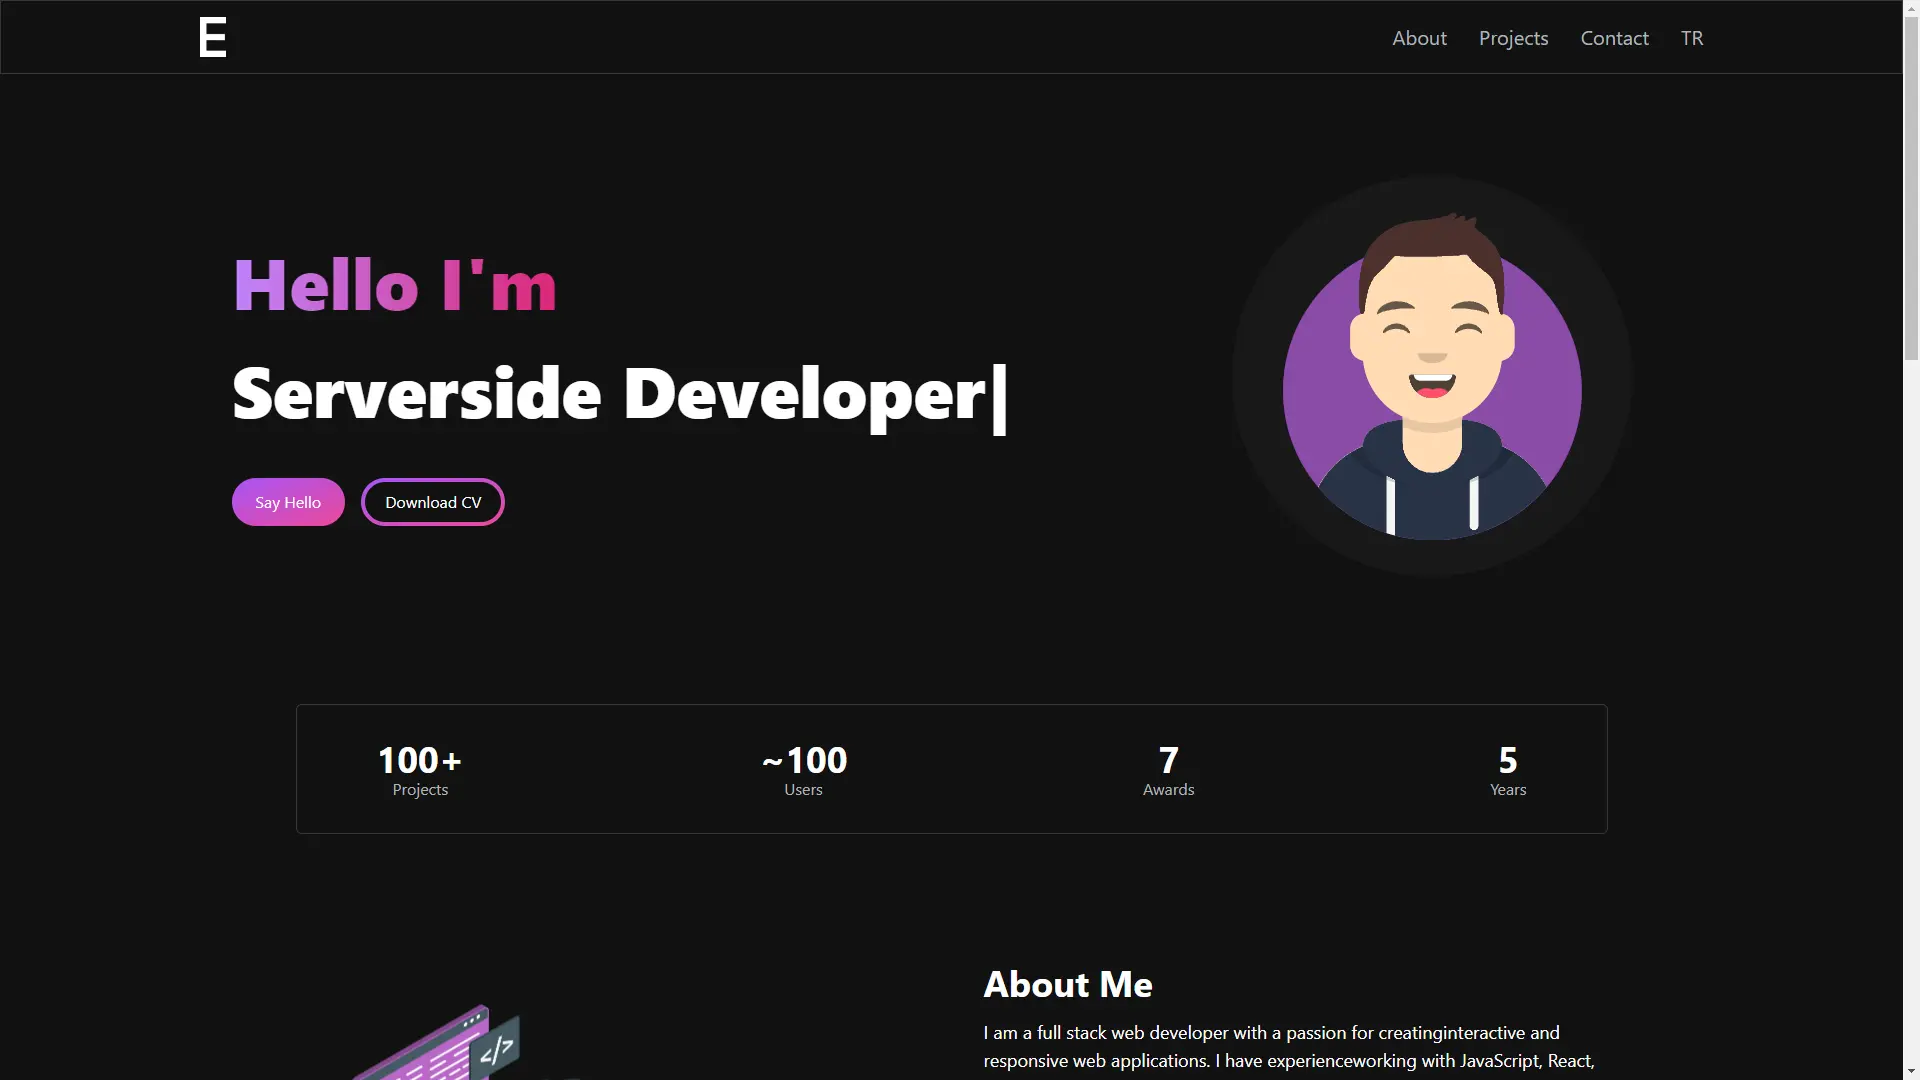 E
About
Projects
Contact
TR
Hello I'm
Serverside Developer|
Say Hello
Download CV
100+
Projects
~100
Users
7
Awards
5
Years
</>
About Me
I am a full stack web developer with a passion for creatinginteractive and
responsive web applications. I have experienceworking with JavaScript, React,